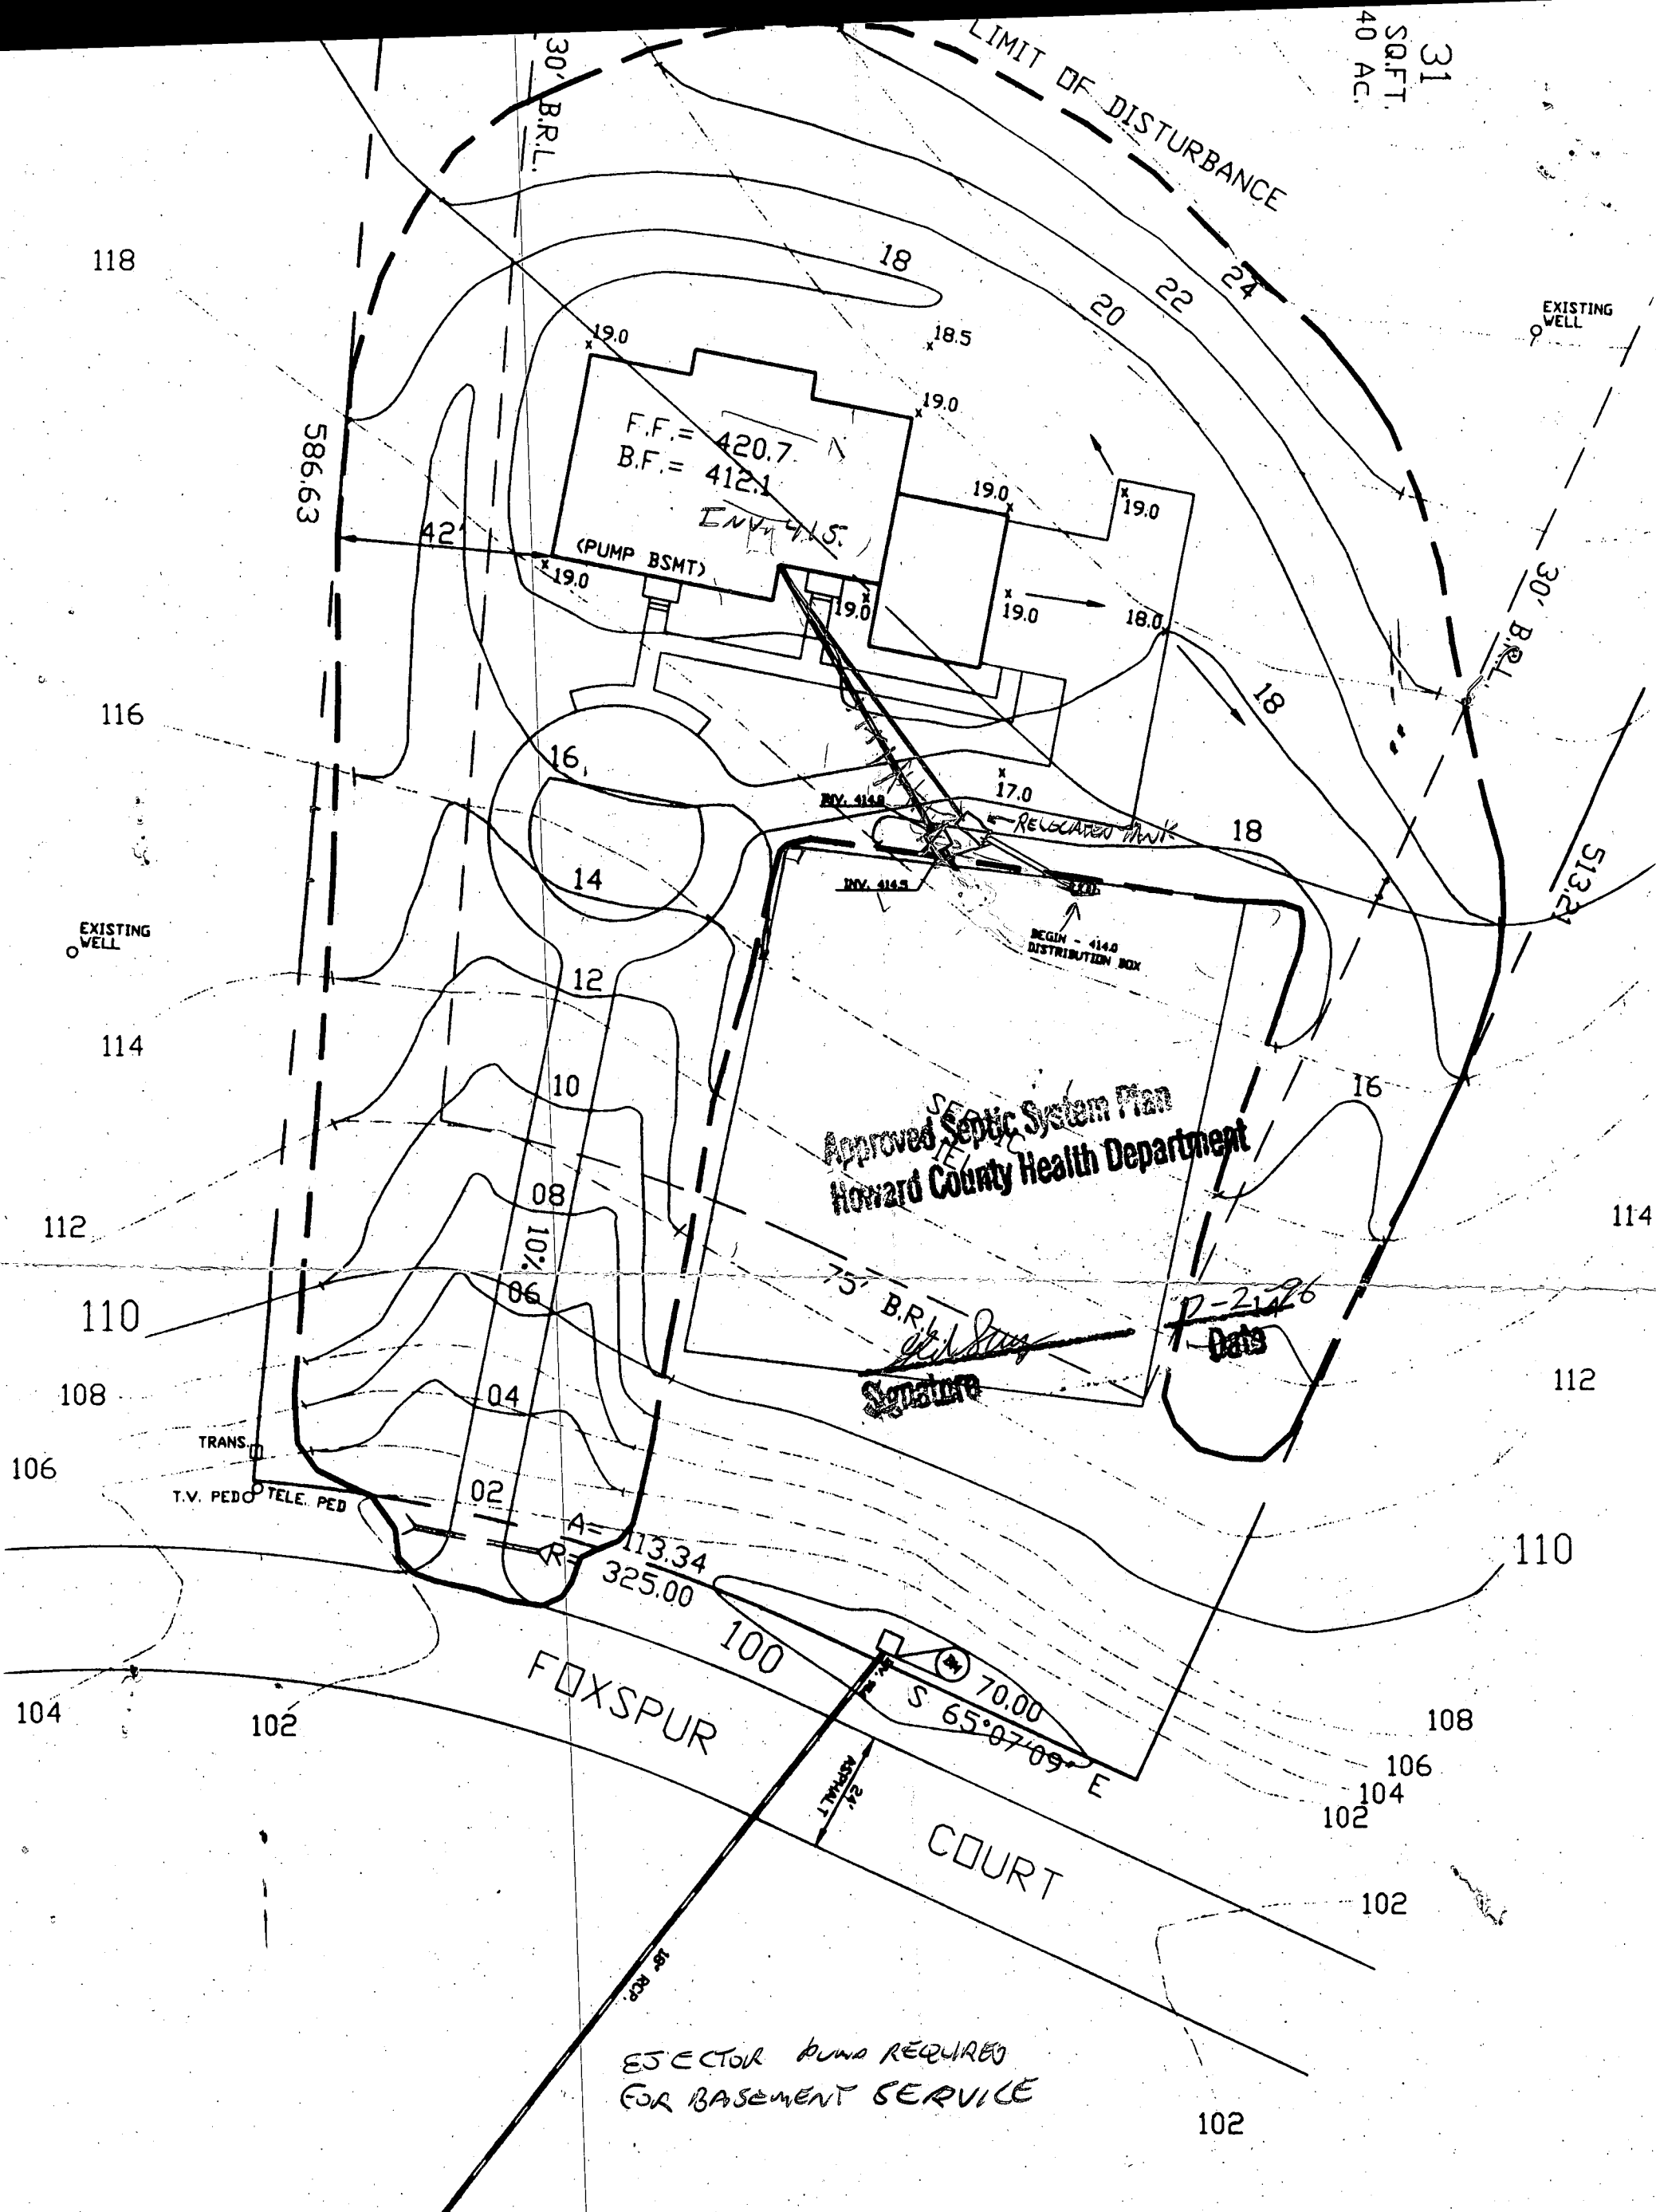 31
SQ.FT.
40 AC.
LIMIT OF DISTURBANCE
30' B.R.L.
118
18
20
22
24
EXISTING
WELL
19.0
18.5
19.0
F.F.= 420.7
B.F.= 412.1
INV. 415.
(PUMP BSMT)
586.63
42'
19.0
19.0
19.0
19.0
19.0
18.0
30' B.R.L.
18
116
16
17.0
INV. 414.8
RELOCATED TANK
18
513.21
14
INV. 414.5
BEGIN - 414.0
DISTRIBUTION BOX
EXISTING
WELL
12
114
10
16
SEPTIC
Approved Septic System Plan
Howard County Health Department
08
112
114
10%
06
75' B.R.L.
14
Date
110
Signature
112
108
04
TRANS.
106
T.V. PED
TELE. PED
02
A= 113.34
R= 325.00
110
100
FOXSPUR
BM
70.00
S 65°07'09" E
104
102
108
106
104
102
24'
ASPHALT
COURT
102
18" RCP.
EJECTOR PUMP REQUIRED
FOR BASEMENT SERVICE
102